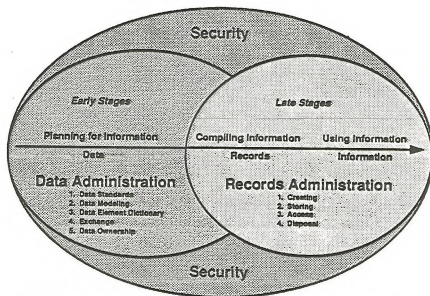 Security
Early Stages
Late Stages
Planning for Information
Compiling Information
Using Information
Data
Records
Information
Data Administration
1. Data Standards
2. Data Modeling
3. Data Element Dictionary
4. Exchange
5. Data Ownership
Records Administration
1. Creating
2. Storing
3. Access
4. Disposal
Security